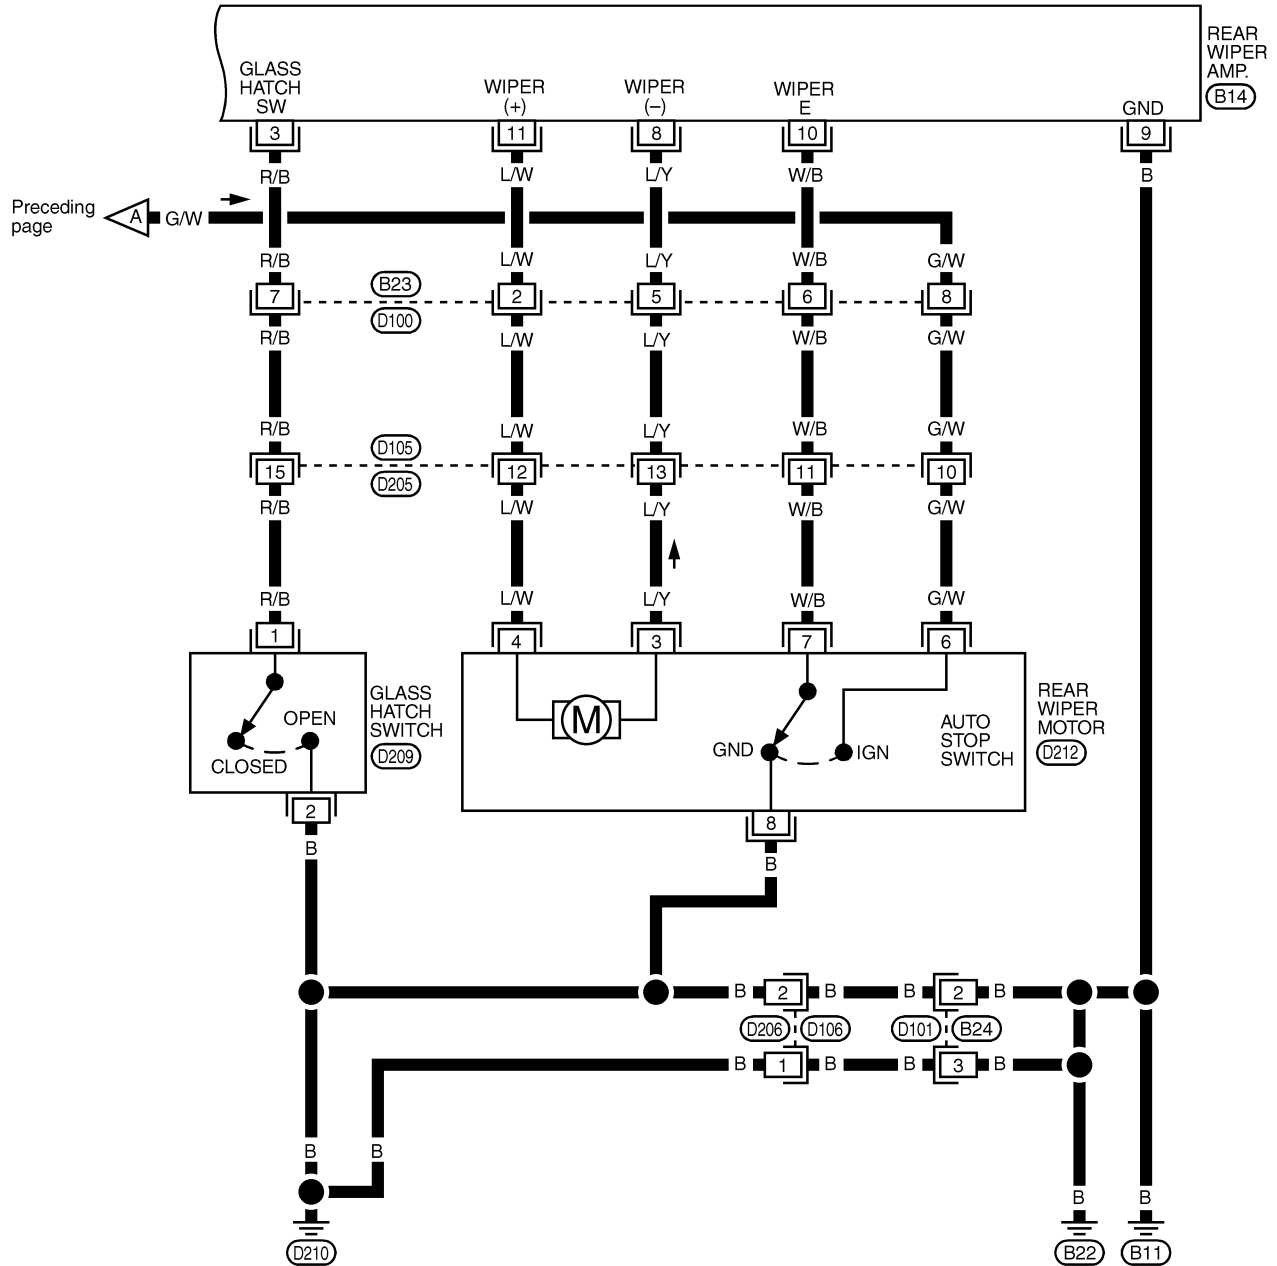 REAR
WIPER
AMP.
B14
GLASS
HATCH
SW
WIPER
(+)
WIPER
(–)
WIPER
E
GND
3 11 8 10 9
R/B L/W L/Y W/B B
Preceding
page
A G/W
R/B L/W L/Y W/B G/W
B23
7 2 5 6 8
D100
R/B L/W L/Y W/B G/W
R/B L/W L/Y W/B G/W
D105
15 12 13 11 10
D205
R/B L/W L/Y W/B G/W
R/B L/W L/Y W/B G/W
1 4 3 7 6
GLASS
HATCH
SWITCH
D209
OPEN
CLOSED
2
M
GND IGN
AUTO
STOP
SWITCH
REAR
WIPER
MOTOR
D212
8
B
B
B 2 B B 2 B
D206 D106 D101 B24
B 1 B B 3 B
B B
B B
D210 B22 B11